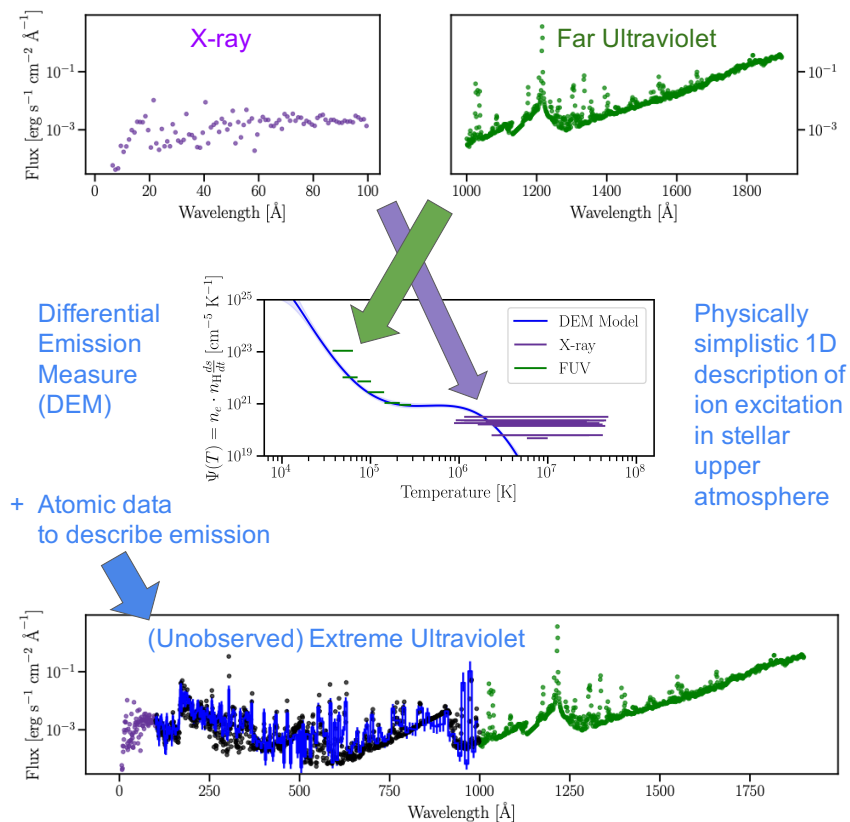 X-ray
Far Ultraviolet
Flux [erg s⁻¹ cm⁻² Å⁻¹]
10⁻¹
10⁻³
0 20 40 60 80 100
Wavelength [Å]
10⁻¹
10⁻³
1000 1200 1400 1600 1800
Wavelength [Å]
Differential
Emission
Measure
(DEM)
Ψ(T) = nₑ · n_H ds/dt [cm⁻⁵ K⁻¹]
10²⁵
10²³
10²¹
10¹⁹
DEM Model
X-ray
FUV
10⁴ 10⁵ 10⁶ 10⁷ 10⁸
Temperature [K]
Physically
simplistic 1D
description of
ion excitation
in stellar
upper
atmosphere
+ Atomic data
to describe emission
(Unobserved) Extreme Ultraviolet
Flux [erg s⁻¹ cm⁻² Å⁻¹]
10⁻¹
10⁻³
0 250 500 750 1000 1250 1500 1750
Wavelength [Å]